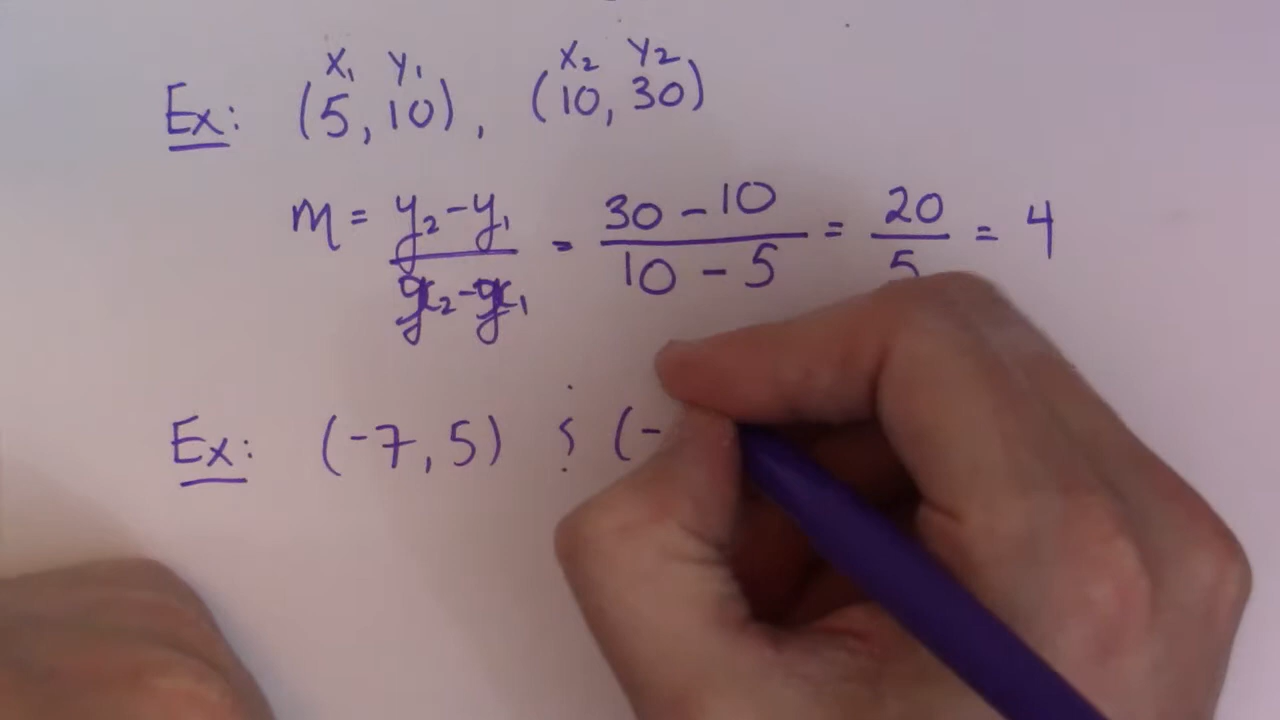 x₁ y₁ x₂ y₂
Ex: (5, 10), (10, 30)
m = y₂-y₁ / x₂-x₁ = 30-10 / 10-5 = 20 / 5 = 4
Ex: (-7, 5) & (-